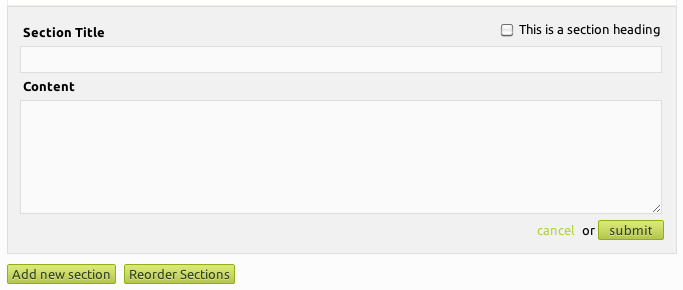 Section Title
This is a section heading
Content
cancel or submit
Add new section
Reorder Sections